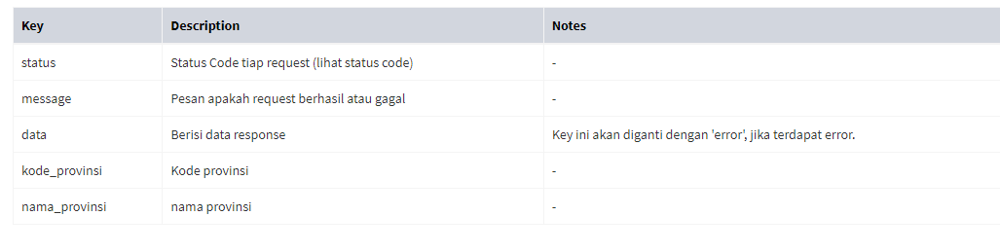 Key Description Notes
status Status Code tiap request (lihat status code) -
message Pesan apakah request berhasil atau gagal -
data Berisi data response Key ini akan diganti dengan 'error', jika terdapat error.
kode_provinsi Kode provinsi -
nama_provinsi nama provinsi -